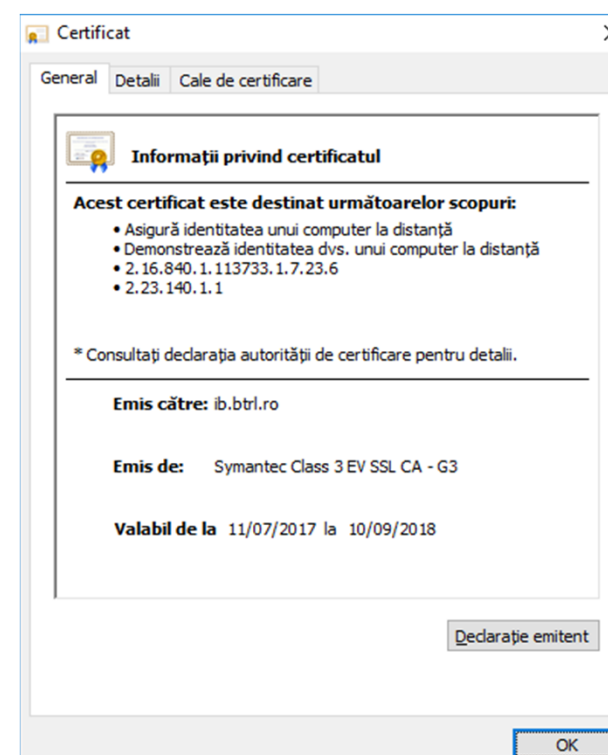 Certificat
General Detalii Cale de certificare
Informații privind certificatul
Acest certificat este destinat următoarelor scopuri:
• Asigură identitatea unui computer la distanță
• Demonstrează identitatea dvs. unui computer la distanță
• 2.16.840.1.113733.1.7.23.6
• 2.23.140.1.1
* Consultați declarația autorității de certificare pentru detalii.
Emis către: ib.btrl.ro
Emis de: Symantec Class 3 EV SSL CA - G3
Valabil de la 11/07/2017 la 10/09/2018
Declarație emitent
OK